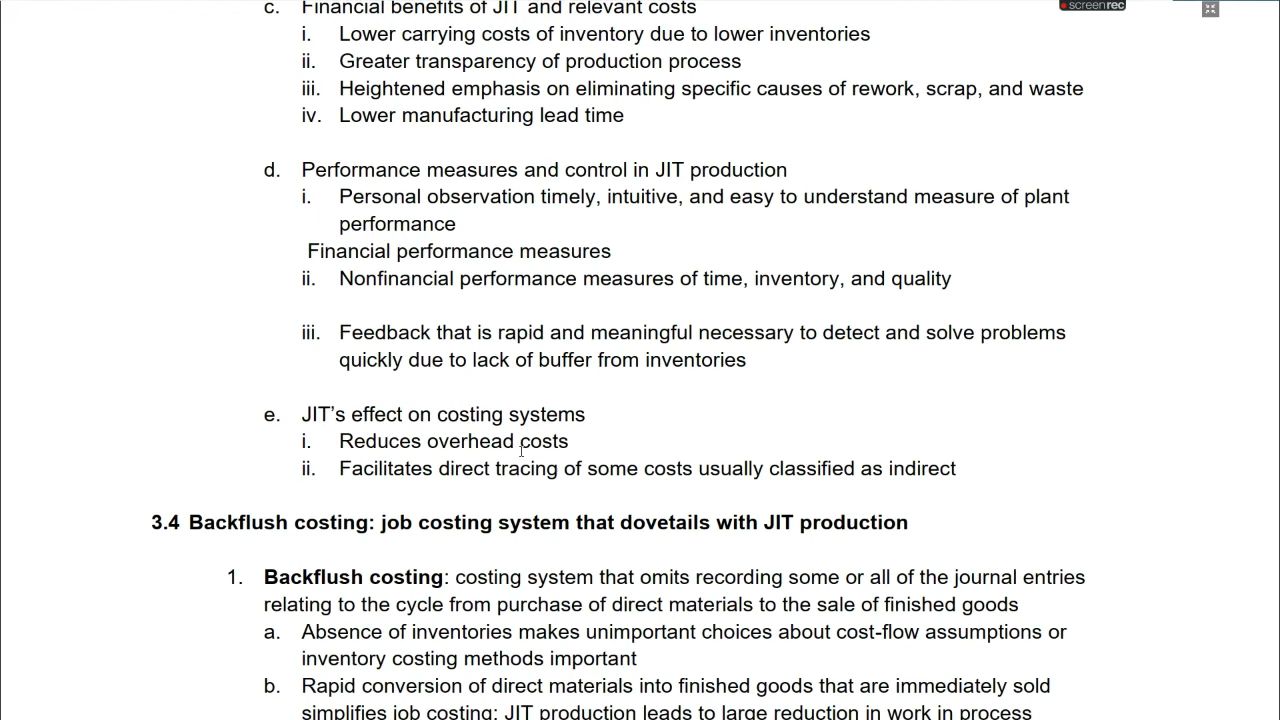 c. Financial benefits of JIT and relevant costs
screenrec
i. Lower carrying costs of inventory due to lower inventories
ii. Greater transparency of production process
iii. Heightened emphasis on eliminating specific causes of rework, scrap, and waste
iv. Lower manufacturing lead time
d. Performance measures and control in JIT production
i. Personal observation timely, intuitive, and easy to understand measure of plant
performance
Financial performance measures
ii. Nonfinancial performance measures of time, inventory, and quality
iii. Feedback that is rapid and meaningful necessary to detect and solve problems
quickly due to lack of buffer from inventories
e. JIT’s effect on costing systems
i. Reduces overhead costs
ii. Facilitates direct tracing of some costs usually classified as indirect
3.4 Backflush costing: job costing system that dovetails with JIT production
1. Backflush costing: costing system that omits recording some or all of the journal entries
relating to the cycle from purchase of direct materials to the sale of finished goods
a. Absence of inventories makes unimportant choices about cost-flow assumptions or
inventory costing methods important
b. Rapid conversion of direct materials into finished goods that are immediately sold
simplifies job costing: JIT production leads to large reduction in work in process